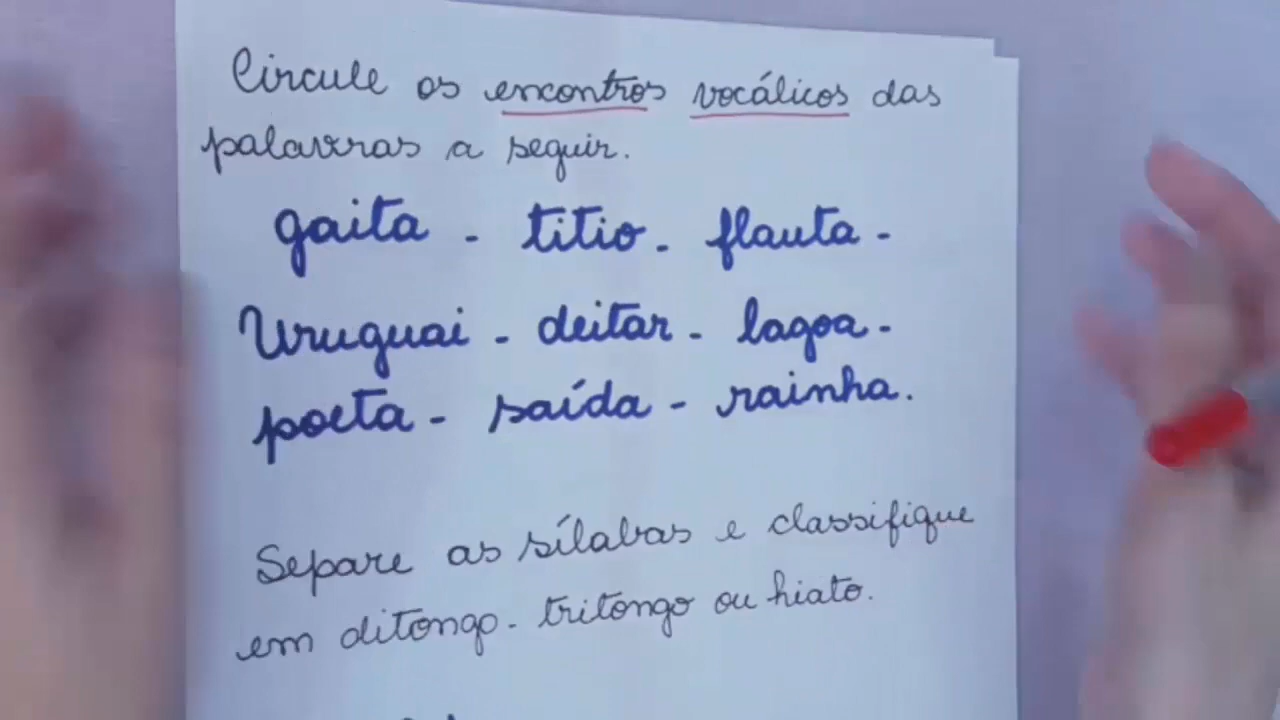 Circule os encontros vocálicos das
palavras a seguir.
gaita - titio - flauta -
Uruguai - deitar - lagoa -
poeta - saída - rainha.
Separe as sílabas e classifique
em ditongo - tritongo ou hiato.